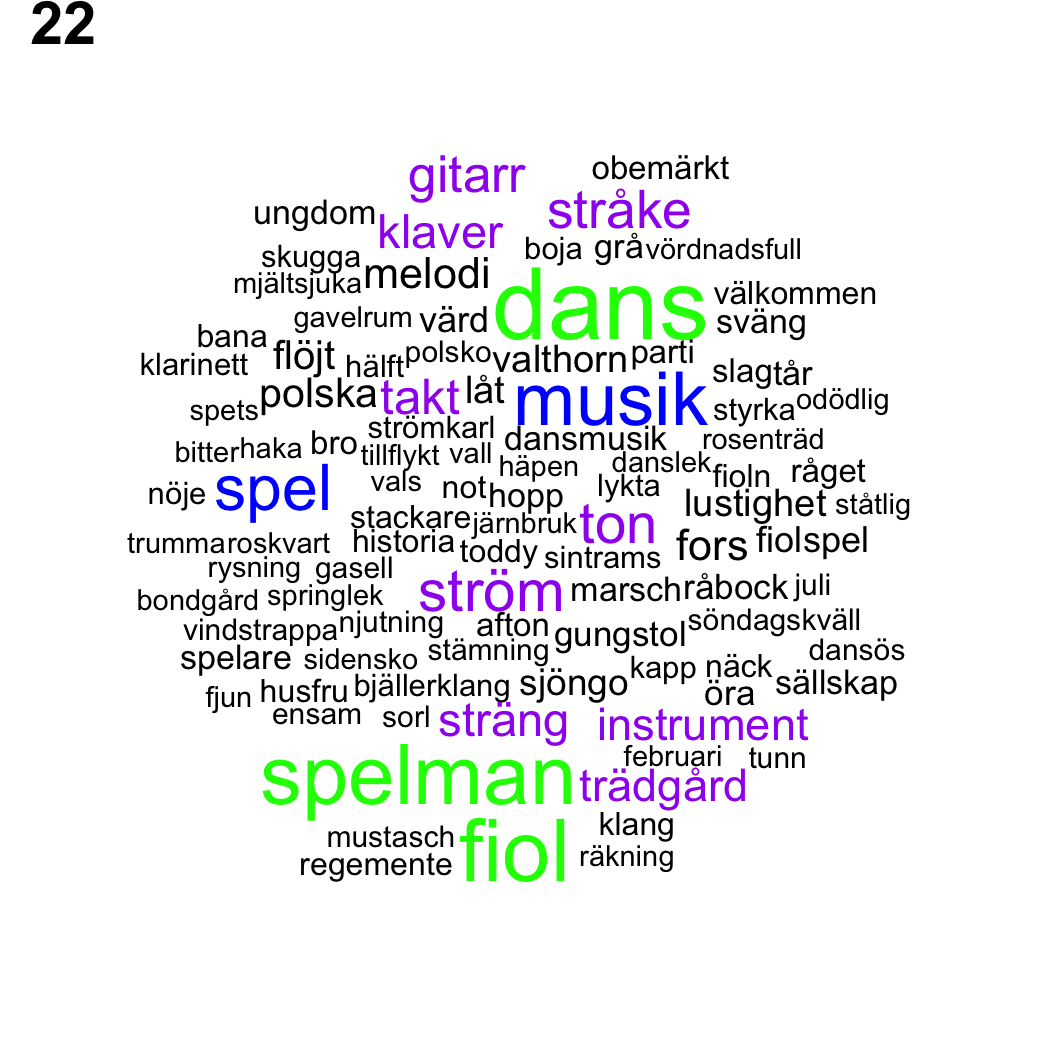 22
gitarr obemärkt
ungdom klaver stråke
skugga boja grå vördnadsfull
mjältsjuka melodi dans välkommen
gavelrum värd sväng
bana flöjt polsko valthorn parti
klarinett hälft slag tår
polska takt låt musik odödlig
spets strömkarl styrka
bitter haka bro dansmusik rosenträd
tillflykt vall häpen danslek fioln råget
nöje spel vals not hopp lykta lustighet ståtlig
stackare järnbruk ton
trumma roskvart historia toddy sintrams fors fiolspel
rysning gasell
bondgård springlek ström marsch råbock juli
vindstrappa njutning afton gungstol söndagskväll
spelare sidensko stämning dansös
fjun husfru bjällerklang sjöngo kapp näck sällskap
ensam sorl sträng instrument öra
spelman februari tunn
trädgård
mustasch fiol klang
regemente räkning